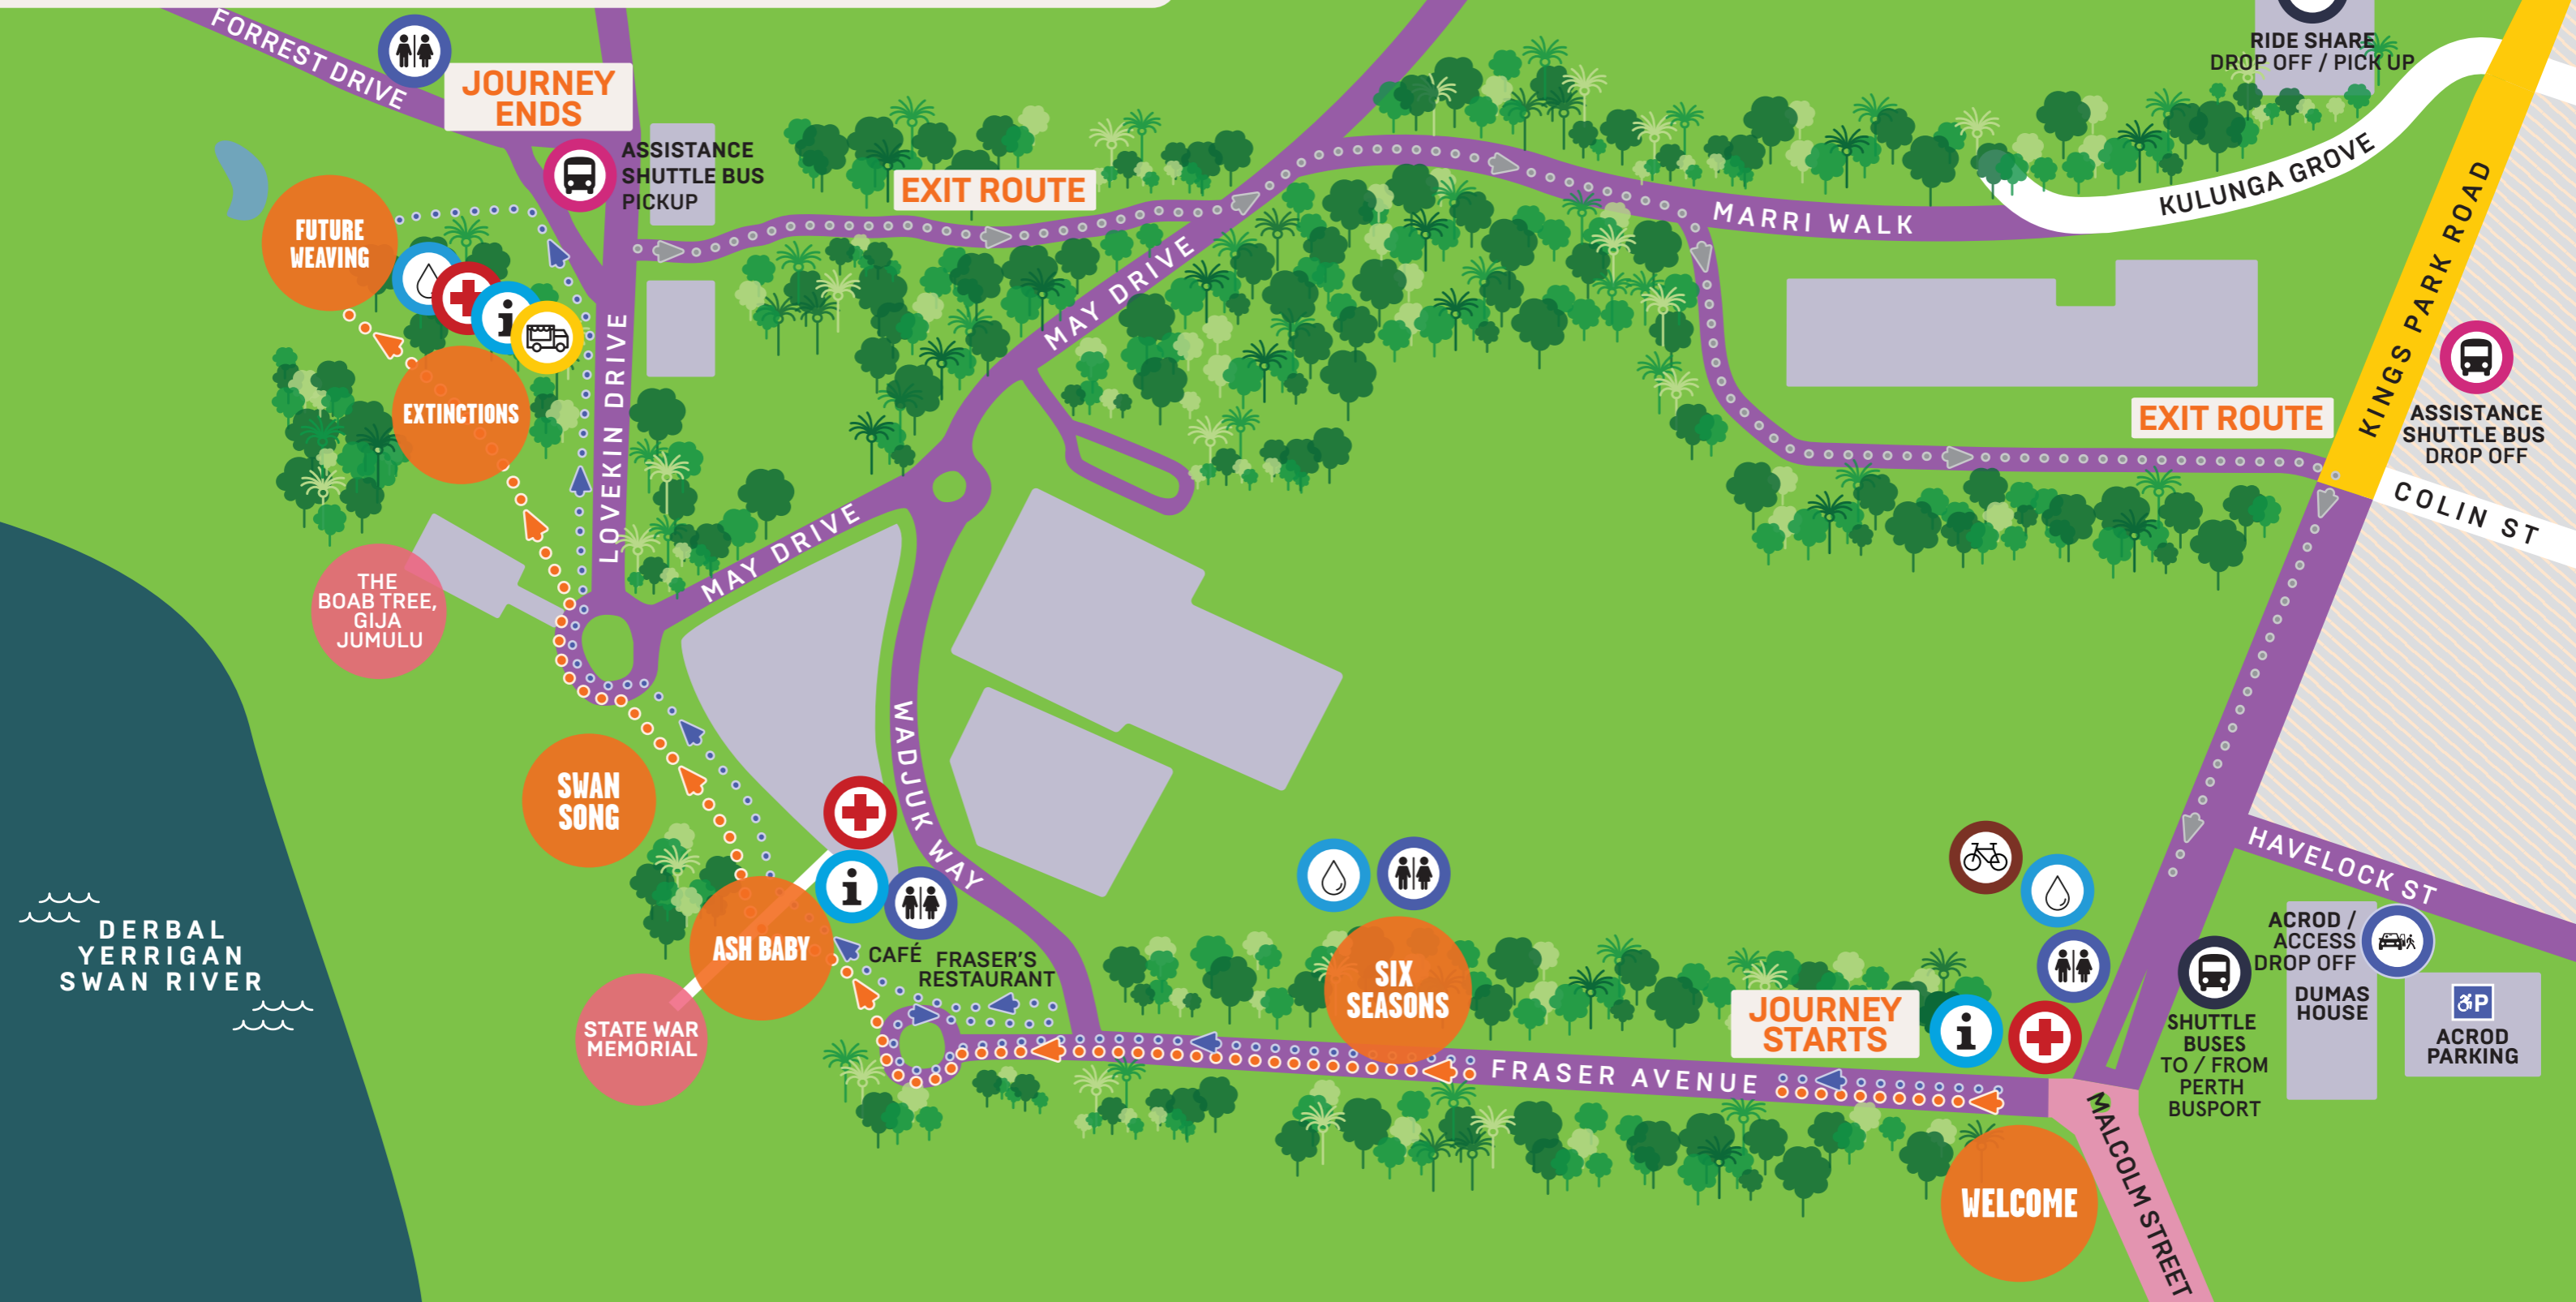 FORREST DRIVE
JOURNEY
ENDS
ASSISTANCE
SHUTTLE BUS
PICKUP
EXIT ROUTE
RIDE SHARE
DROP OFF / PICK UP
KULUNGA GROVE
MARRI WALK
KINGS PARK ROAD
FUTURE
WEAVING
i
EXTINCTIONS
LOVEKIN DRIVE
MAY DRIVE
EXIT ROUTE
ASSISTANCE
SHUTTLE BUS
DROP OFF
COLIN ST
THE
BOAB TREE,
GIJA
JUMULU
MAY DRIVE
WADJUK WAY
SWAN
SONG
i
ASH BABY
CAFÉ
FRASER'S
RESTAURANT
STATE WAR
MEMORIAL
DERBAL
YERRIGAN
SWAN RIVER
SIX
SEASONS
JOURNEY
STARTS
i
FRASER AVENUE
HAVELOCK ST
ACROD /
ACCESS
DROP OFF
DUMAS
HOUSE
P
ACROD
PARKING
SHUTTLE
BUSES
TO / FROM
PERTH
BUSPORT
WELCOME
MALCOLM STREET